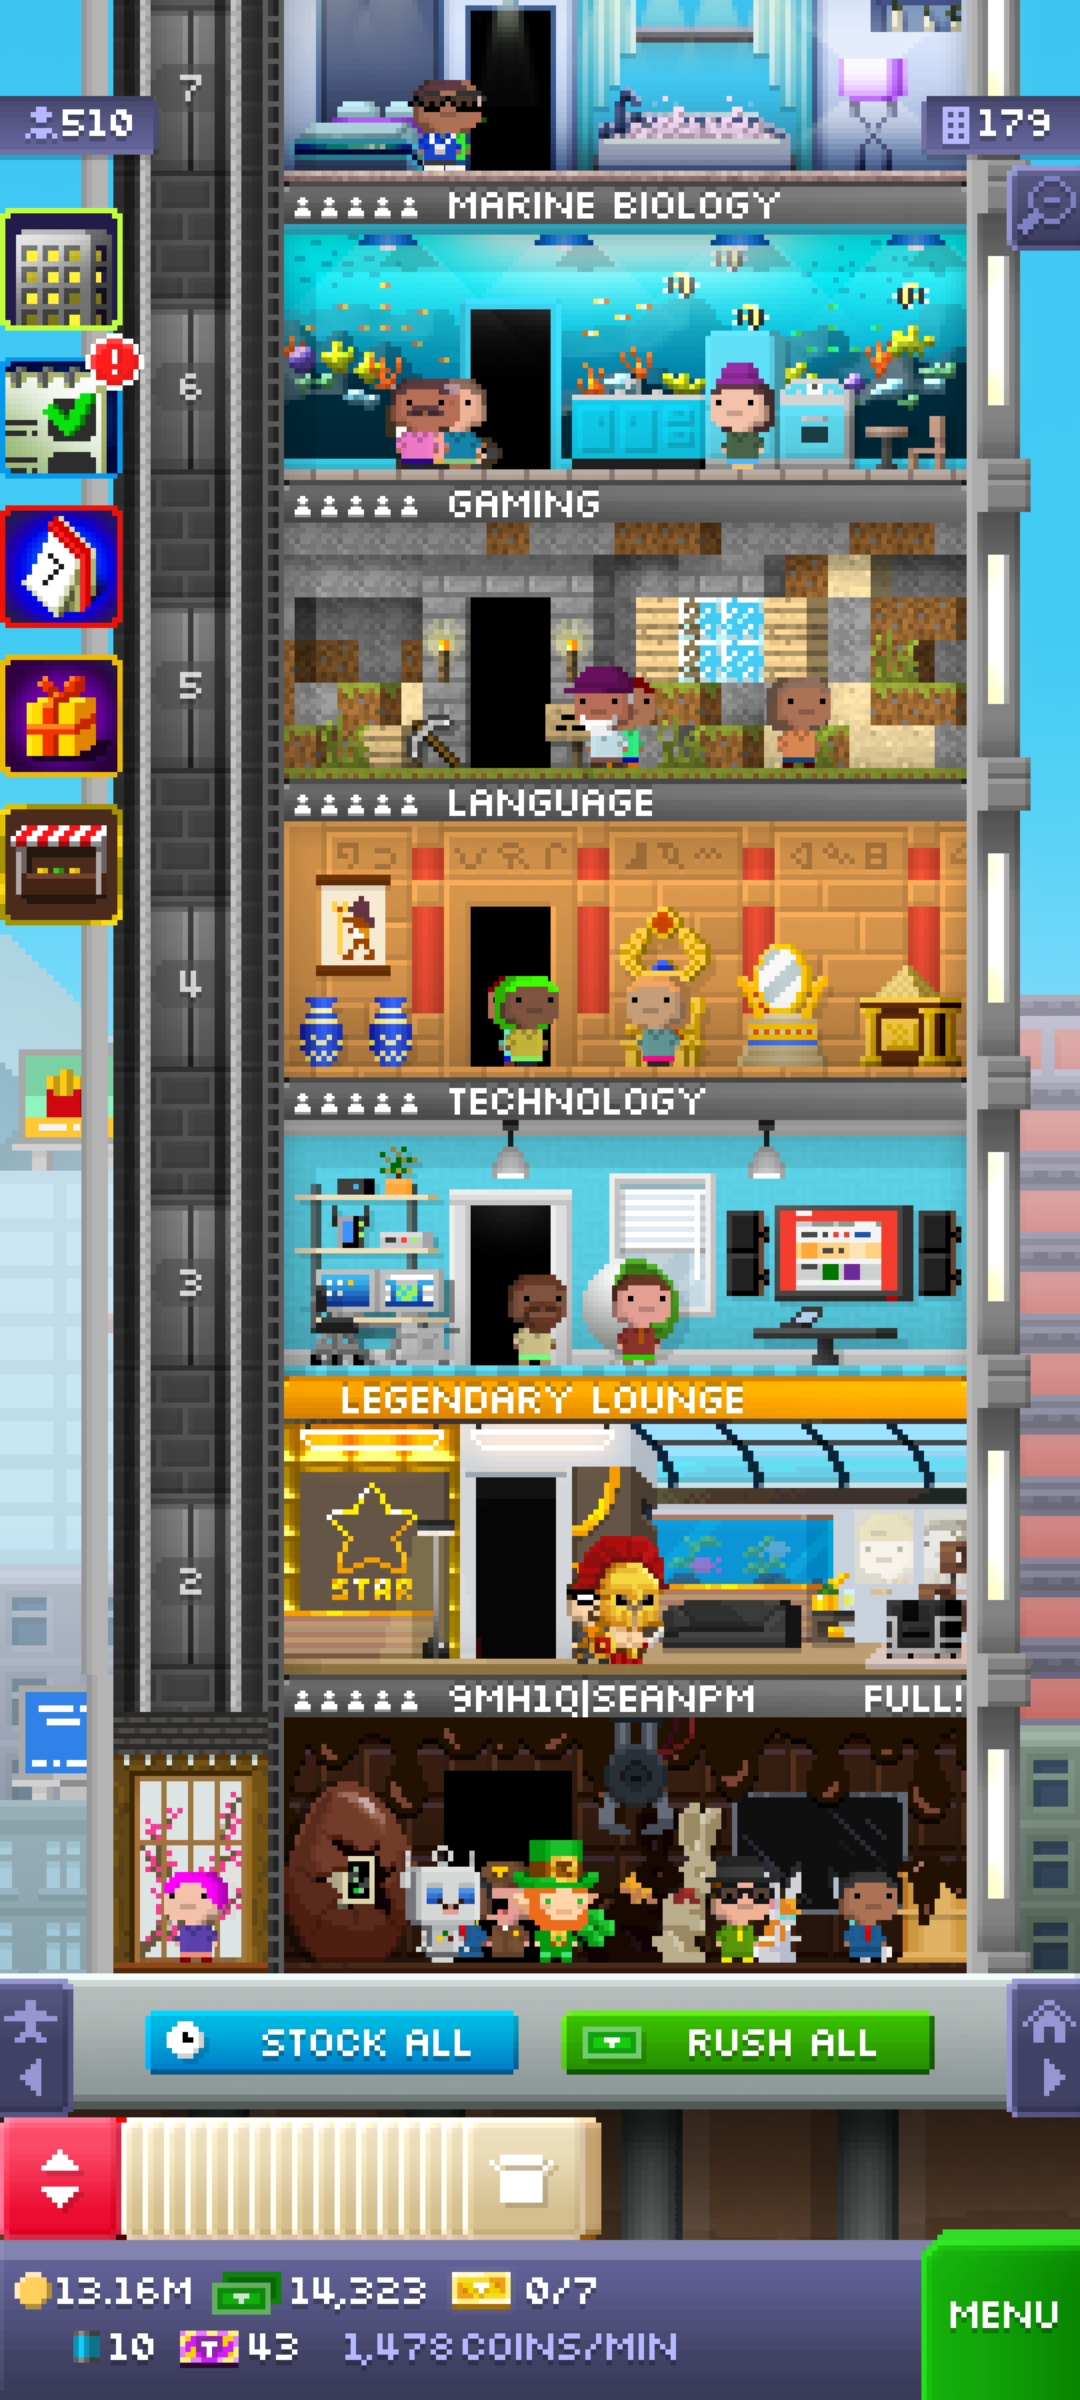 7
510
179
MARINE BIOLOGY
6
GAMING
7
5
LANGUAGE
4
TECHNOLOGY
3
LEGENDARY LOUNGE
STAR
2
9MH1Q|SEANPM FULL!
STOCK ALL
RUSH ALL
13.16M 14,323 0/7
MENU
10 43 1,478 COINS/MIN